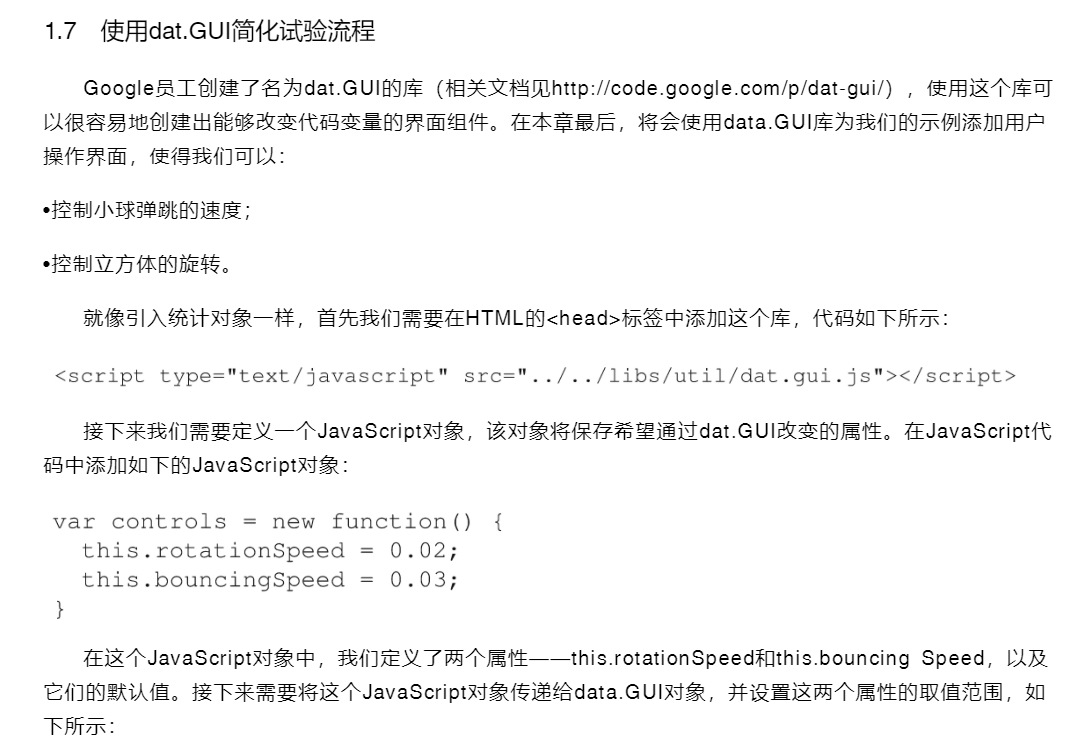 1.7 使用dat.GUI简化试验流程
Google员工创建了名为dat.GUI的库（相关文档见http://code.google.com/p/dat-gui/），使用这个库可
以很容易地创建出能够改变代码变量的界面组件。在本章最后，将会使用data.GUI库为我们的示例添加用户
操作界面，使得我们可以：
•控制小球弹跳的速度；
•控制立方体的旋转。
就像引入统计对象一样，首先我们需要在HTML的<head>标签中添加这个库，代码如下所示：
<script type="text/javascript" src="../../libs/util/dat.gui.js"></script>
接下来我们需要定义一个JavaScript对象，该对象将保存希望通过dat.GUI改变的属性。在JavaScript代
码中添加如下的JavaScript对象：
var controls = new function() {
  this.rotationSpeed = 0.02;
  this.bouncingSpeed = 0.03;
}
在这个JavaScript对象中，我们定义了两个属性——this.rotationSpeed和this.bouncing Speed，以及
它们的默认值。接下来需要将这个JavaScript对象传递给data.GUI对象，并设置这两个属性的取值范围，如
下所示：